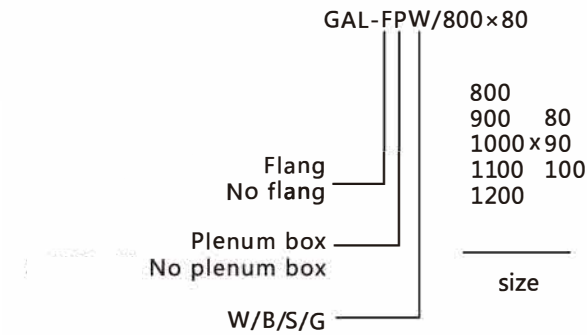 GAL-FPW/800×80
800
900 80
1000 x 90
1100 100
1200
Flang
No flang
Plenum box
No plenum box
size
W/B/S/G